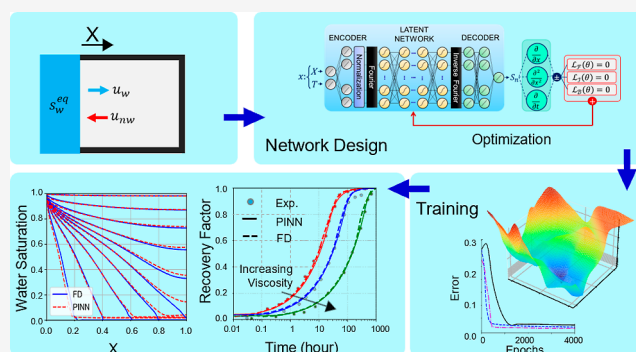 X
S_w^eq
u_w
u_nw
ENCODER
LATENT
NETWORK
DECODER
x:
X
T
Normalization
Fourier
Inverse Fourier
S_n
∂/∂x
∂²/∂x²
∂/∂t
ℒ_F(θ) = 0
ℒ_I(θ) = 0
ℒ_B(θ) = 0
Optimization
Network Design
Water Saturation
1.0
0.8
0.6
0.4
0.2
0.0
FD
PINN
0.0 0.2 0.4 0.6 0.8 1.0
X
Recovery Factor
1.0
0.8
0.6
0.4
0.2
0.0
Exp.
PINN
FD
Increasing
Viscosity
0.01 0.1 1 10 100 1000
Time (hour)
Training
Error
0.3
0.2
0.1
0.0
0 2000 4000
Epochs